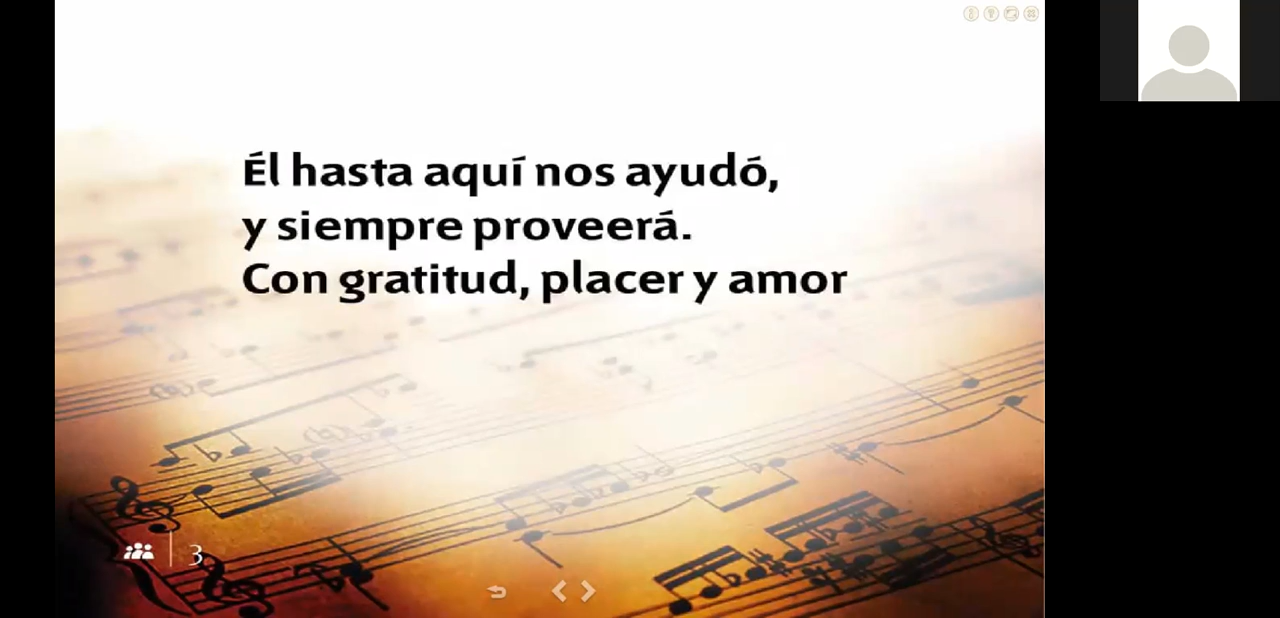 Él hasta aquí nos ayudó,
y siempre proveerá.
Con gratitud, placer y amor
3